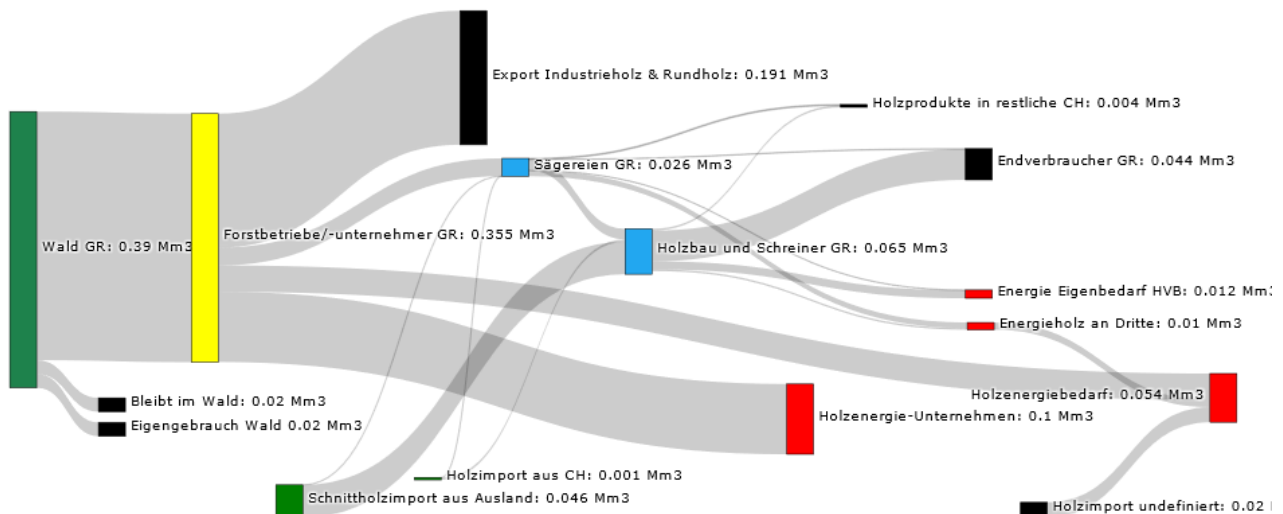 Export Industrieholz & Rundholz: 0.191 Mm3
Holzprodukte in restliche CH: 0.004 Mm3
Sägereien GR: 0.026 Mm3
Endverbraucher GR: 0.044 Mm3
Wald GR: 0.39 Mm3
Forstbetriebe/-unternehmer GR: 0.355 Mm3
Holzbau und Schreiner GR: 0.065 Mm3
Energie Eigenbedarf HVB: 0.012 Mm3
Energieholz an Dritte: 0.01 Mm3
Holzenergiebedarf: 0.054 Mm3
Bleibt im Wald: 0.02 Mm3
Holzenergie-Unternehmen: 0.1 Mm3
Eigengebrauch Wald 0.02 Mm3
Holzimport aus CH: 0.001 Mm3
Schnittholzimport aus Ausland: 0.046 Mm3
Holzimport undefiniert: 0.02